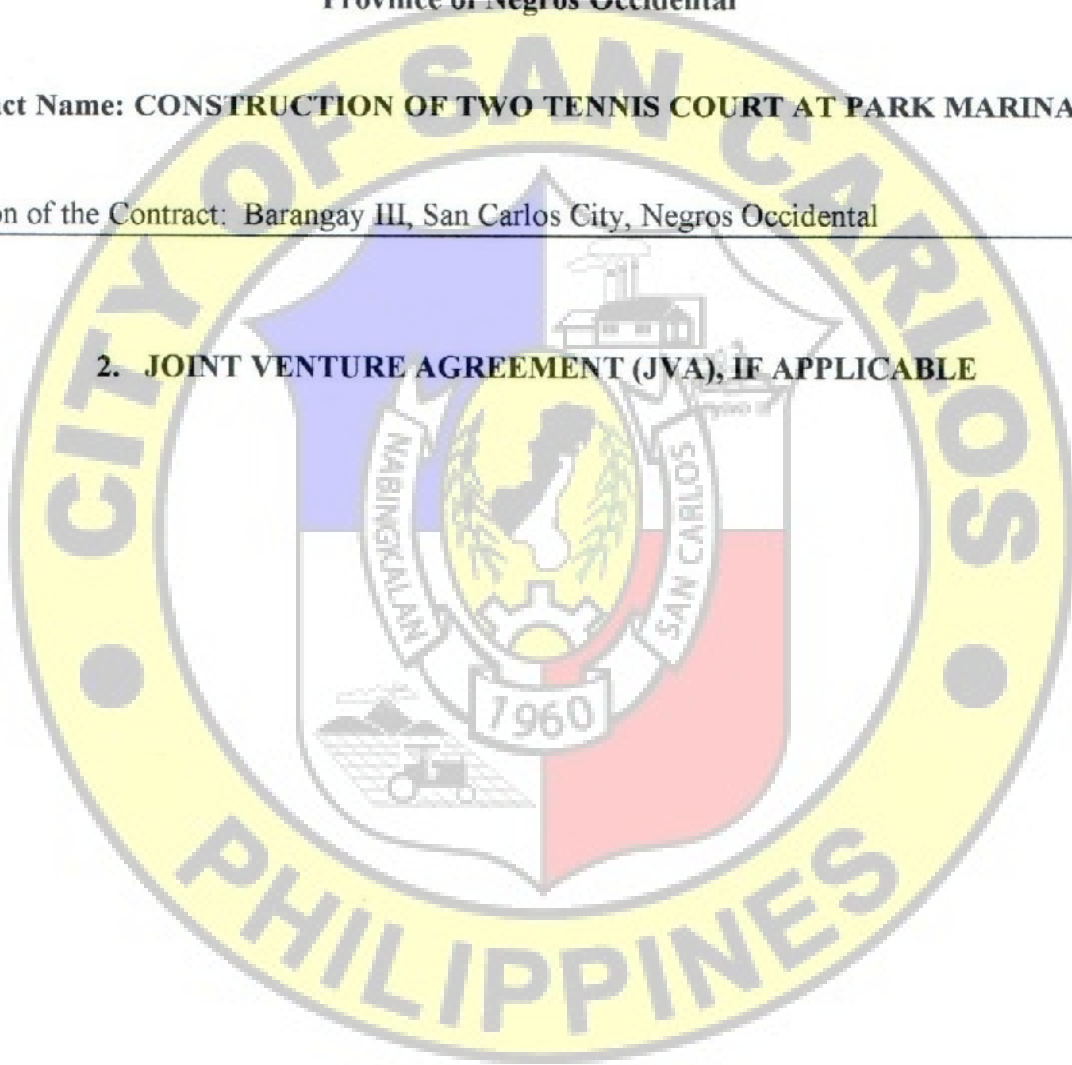 Province of Negros Occidental
act Name: CONSTRUCTION OF TWO TENNIS COURT AT PARK MARINA
on of the Contract: Barangay III, San Carlos City, Negros Occidental
2. JOINT VENTURE AGREEMENT (JVA), IF APPLICABLE
CITY OF SAN CARLOS
NABINGKALAN
SAN CARLOS
1960
PHILIPPINES